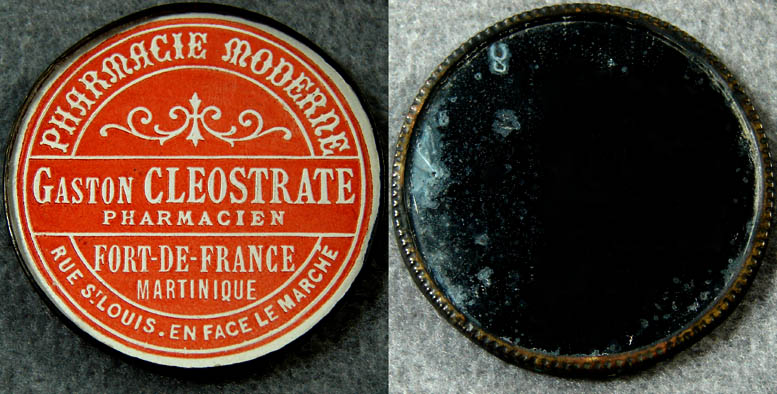 PHARMACIE MODERNE
GASTON CLEOSTRATE
PHARMACIEN
FORT-DE-FRANCE
MARTINIQUE
RUE ST. LOUIS. EN FACE LE MARCHÉ